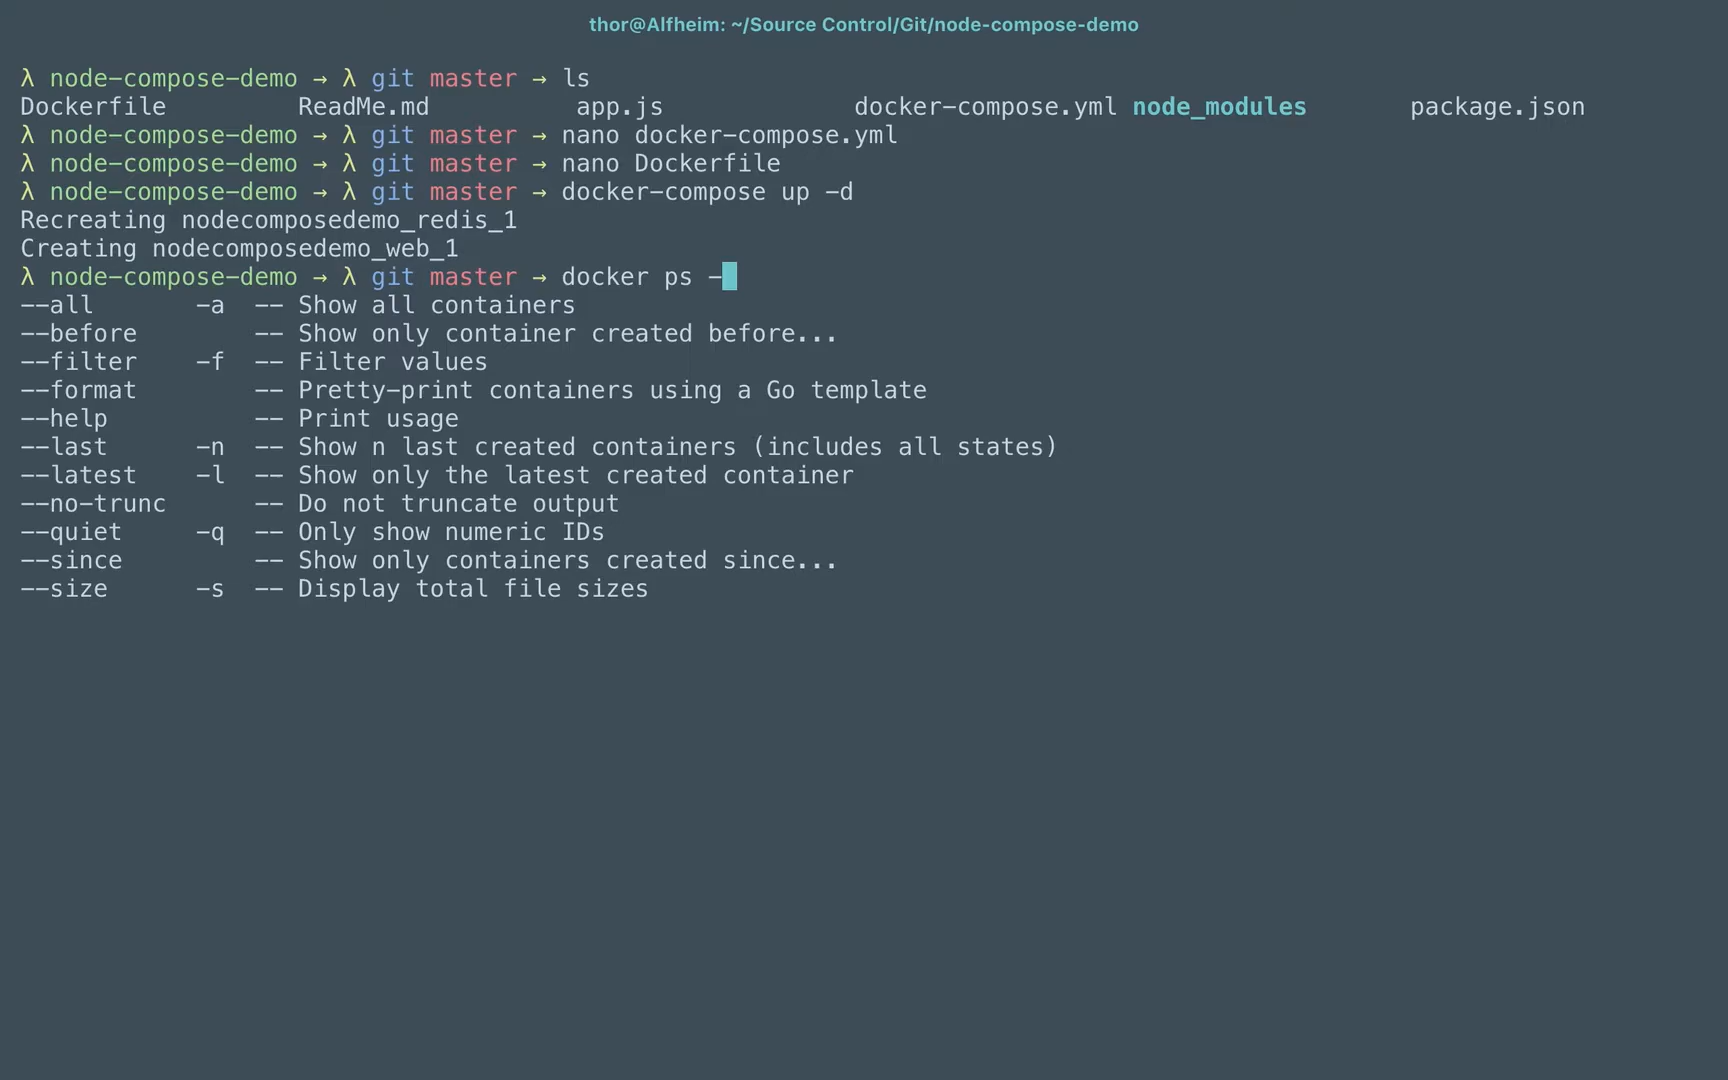 thor@Alfheim: ~/Source Control/Git/node-compose-demo
λ node-compose-demo → λ git master → ls
Dockerfile         ReadMe.md          app.js             docker-compose.yml node_modules       package.json
λ node-compose-demo → λ git master → nano docker-compose.yml
λ node-compose-demo → λ git master → nano Dockerfile
λ node-compose-demo → λ git master → docker-compose up -d
Recreating nodecomposedemo_redis_1
Creating nodecomposedemo_web_1
λ node-compose-demo → λ git master → docker ps -
--all       -a  -- Show all containers
--before        -- Show only container created before...
--filter    -f  -- Filter values
--format        -- Pretty-print containers using a Go template
--help          -- Print usage
--last      -n  -- Show n last created containers (includes all states)
--latest    -l  -- Show only the latest created container
--no-trunc      -- Do not truncate output
--quiet     -q  -- Only show numeric IDs
--since         -- Show only containers created since...
--size      -s  -- Display total file sizes